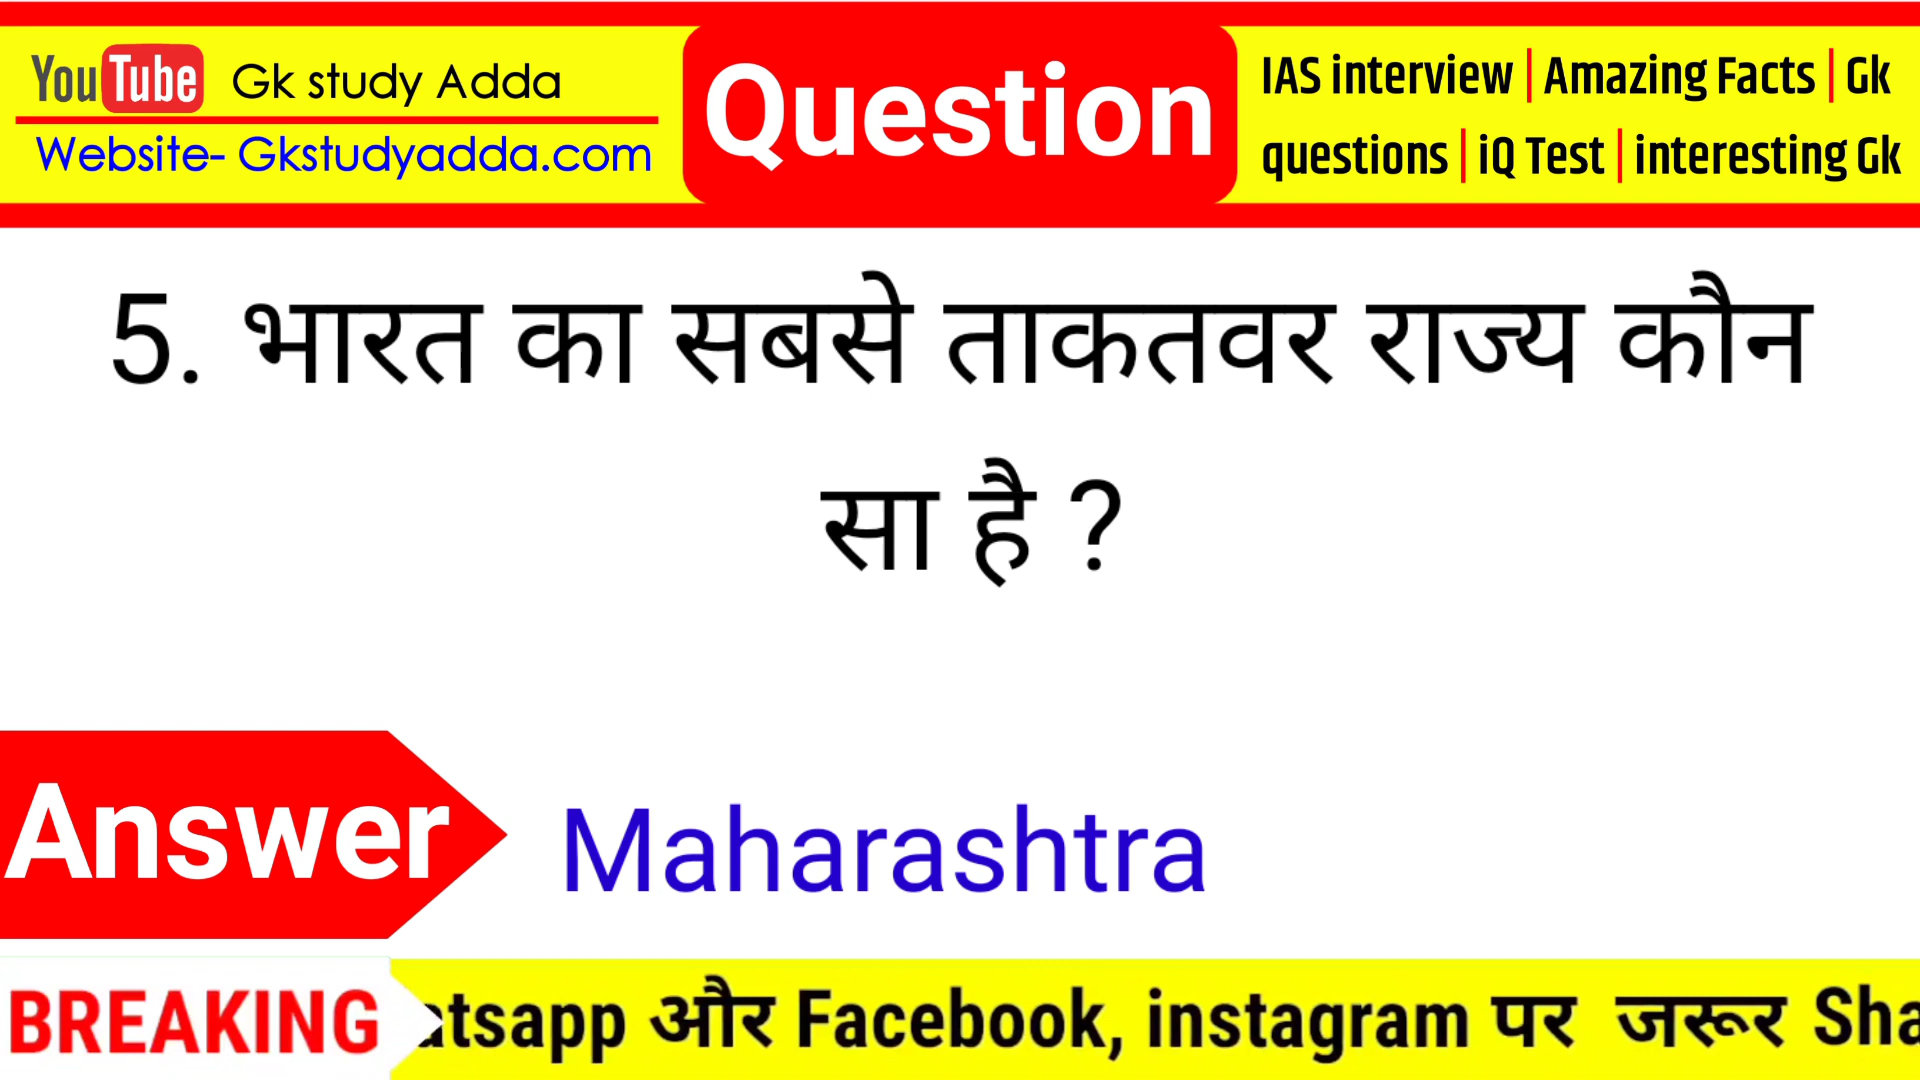 YouTube Gk study Adda
Website- Gkstudyadda.com
Question
IAS interview | Amazing Facts | Gk
questions | iQ Test | interesting Gk
5. भारत का सबसे ताकतवर राज्य कौन
सा है ?
Answer
Maharashtra
BREAKING
atsapp और Facebook, instagram पर जरूर Sha